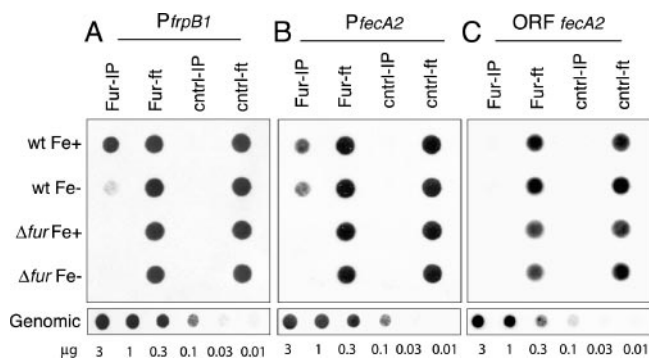 A PfrpB1 B PfecA2 C ORF fecA2
Fur-IP Fur-ft cntrl-IP cntrl-ft Fur-IP Fur-ft cntrl-IP cntrl-ft Fur-IP Fur-ft cntrl-IP cntrl-ft
wt Fe+
wt Fe-
Δfur Fe+
Δfur Fe-
Genomic
µg 3 1 0.3 0.1 0.03 0.01 3 1 0.3 0.1 0.03 0.01 3 1 0.3 0.1 0.03 0.01